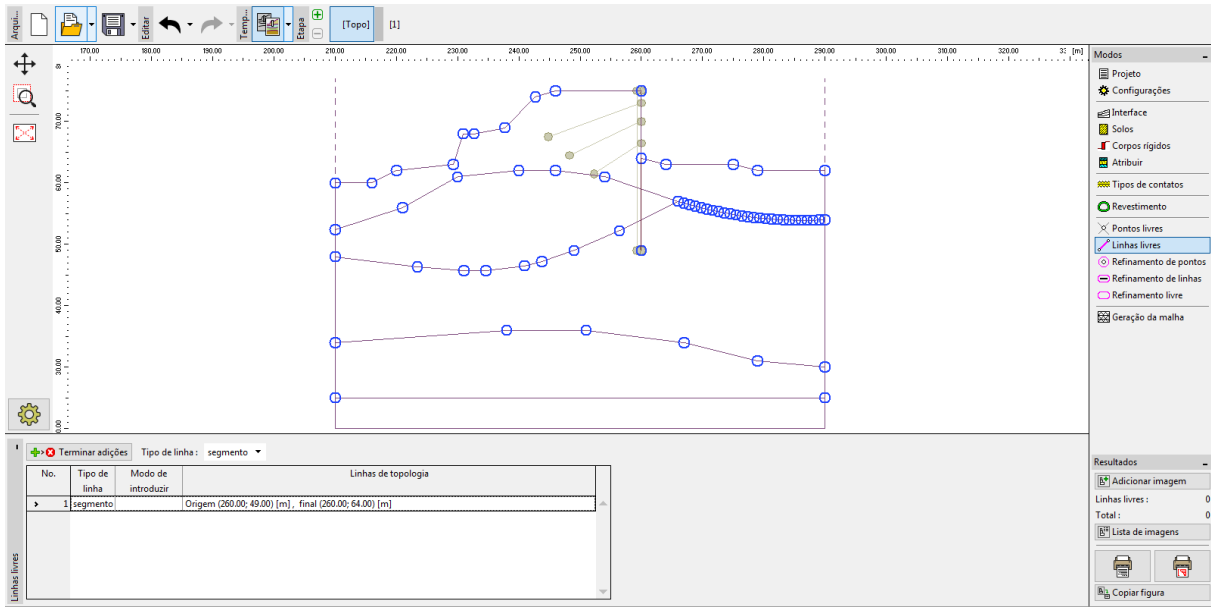 Arqui...
Editar
Temp...
Etapa
[Topo]
[1]
170.00 180.00 190.00 200.00 210.00 220.00 230.00 240.00 250.00 260.00 270.00 280.00 290.00 300.00 310.00 320.00 [m]
70.00
60.00
50.00
40.00
30.00
Modos
Projeto
Configurações
Interface
Solos
Corpos rígidos
Atribuir
Tipos de contatos
Revestimento
Pontos livres
Linhas livres
Refinamento de pontos
Refinamento de linhas
Refinamento livre
Geração da malha
Terminar adições Tipo de linha : segmento
No. Tipo de linha Modo de introduzir Linhas de topologia
1 segmento Origem (260.00; 49.00) [m] , final (260.00; 64.00) [m]
Linhas livres
Resultados
Adicionar imagem
Linhas livres : 0
Total : 0
Lista de imagens
Copiar figura